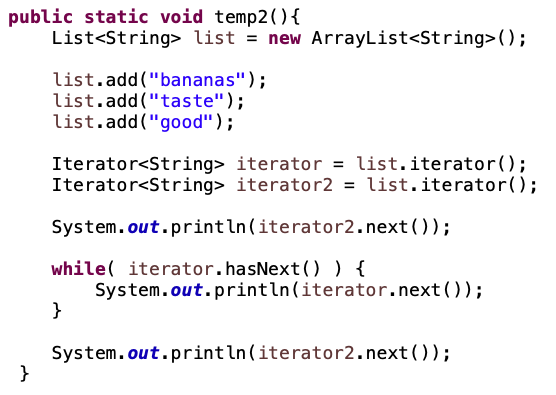 public static void temp2(){
List<String> list = new ArrayList<String>();
list.add("bananas");
list.add("taste");
list.add("good");
Iterator<String> iterator = list.iterator();
Iterator<String> iterator2 = list.iterator();
System.out.println(iterator2.next());
while( iterator.hasNext() ) {
System.out.println(iterator.next());
}
System.out.println(iterator2.next());
}